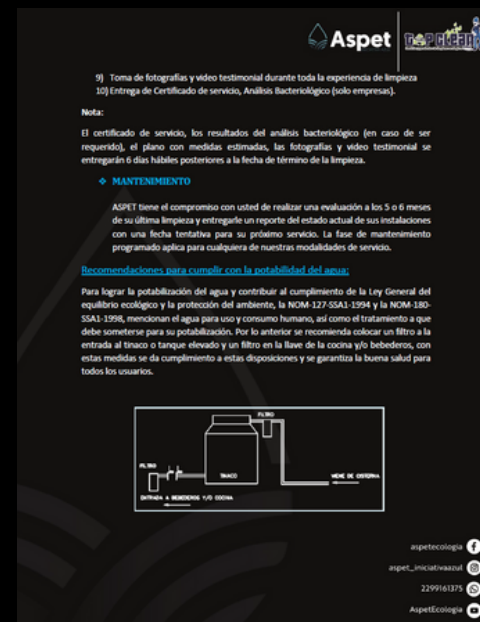 Aspet
TOP Clean
9) Toma de fotografías y video testimonial durante toda la experiencia de limpieza
10) Entrega de Certificado de servicio, Análisis Bacteriológico (solo empresas).
Nota:
El certificado de servicio, los resultados del análisis bacteriológico (en caso de ser
requerido), el plano con medidas estimadas, las fotografías y video testimonial se
entregarán 6 días hábiles posteriores a la fecha de término de la limpieza.
MANTENIMIENTO
ASPET tiene el compromiso con usted de realizar una evaluación a los 5 o 6 meses
de su última limpieza y entregarle un reporte del estado actual de sus instalaciones
con una fecha tentativa para su próximo servicio. La fase de mantenimiento
programado aplica para cualquiera de nuestras modalidades de servicio.
Recomendaciones para cumplir con la potabilidad del agua:
Para lograr la potabilización del agua y contribuir al cumplimiento de la Ley General del
equilibrio ecológico y la protección del ambiente, la NOM-127-SSA1-1994 y la NOM-180-
SSA1-1998, mencionan el agua para uso y consumo humano, así como el tratamiento a que
debe someterse para su potabilización. Por lo anterior se recomienda colocar un filtro a la
entrada al tinaco o tanque elevado y un filtro en la llave de la cocina y/o bebederos, con
estas medidas se da cumplimiento a estas disposiciones y se garantiza la buena salud para
todos los usuarios.
FILTRO
FILTRO
TINACO
VIENE DE CISTERNA
ENTRADA A BEBEDEROS Y/O COCINA
aspetecologia
aspet_iniciativaazul
2299161375
AspetEcologia